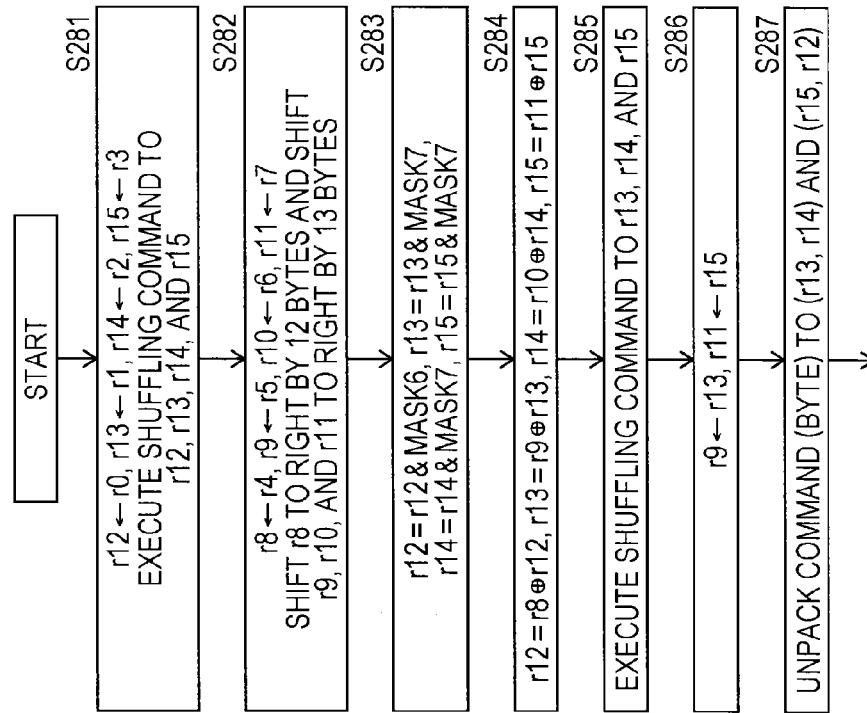 START
S281
r12←r0, r13←r1, r14←r2, r15←r3
EXECUTE SHUFFLING COMMAND TO
r12, r13, r14, AND r15
S282
r8←r4, r9←r5, r10←r6, r11←r7
SHIFT r8 TO RIGHT BY 12 BYTES AND SHIFT
r9, r10, AND r11 TO RIGHT BY 13 BYTES
S283
r12=r12&MASK6, r13=r13&MASK7,
r14=r14&MASK7, r15=r15&MASK7
S284
r12=r8⊕r12, r13=r9⊕r13, r14=r10⊕r14, r15=r11⊕r15
S285
EXECUTE SHUFFLING COMMAND TO r13, r14, AND r15
S286
r9←r13, r11←r15
S287
UNPACK COMMAND (BYTE) TO (r13, r14) AND (r15, r12)